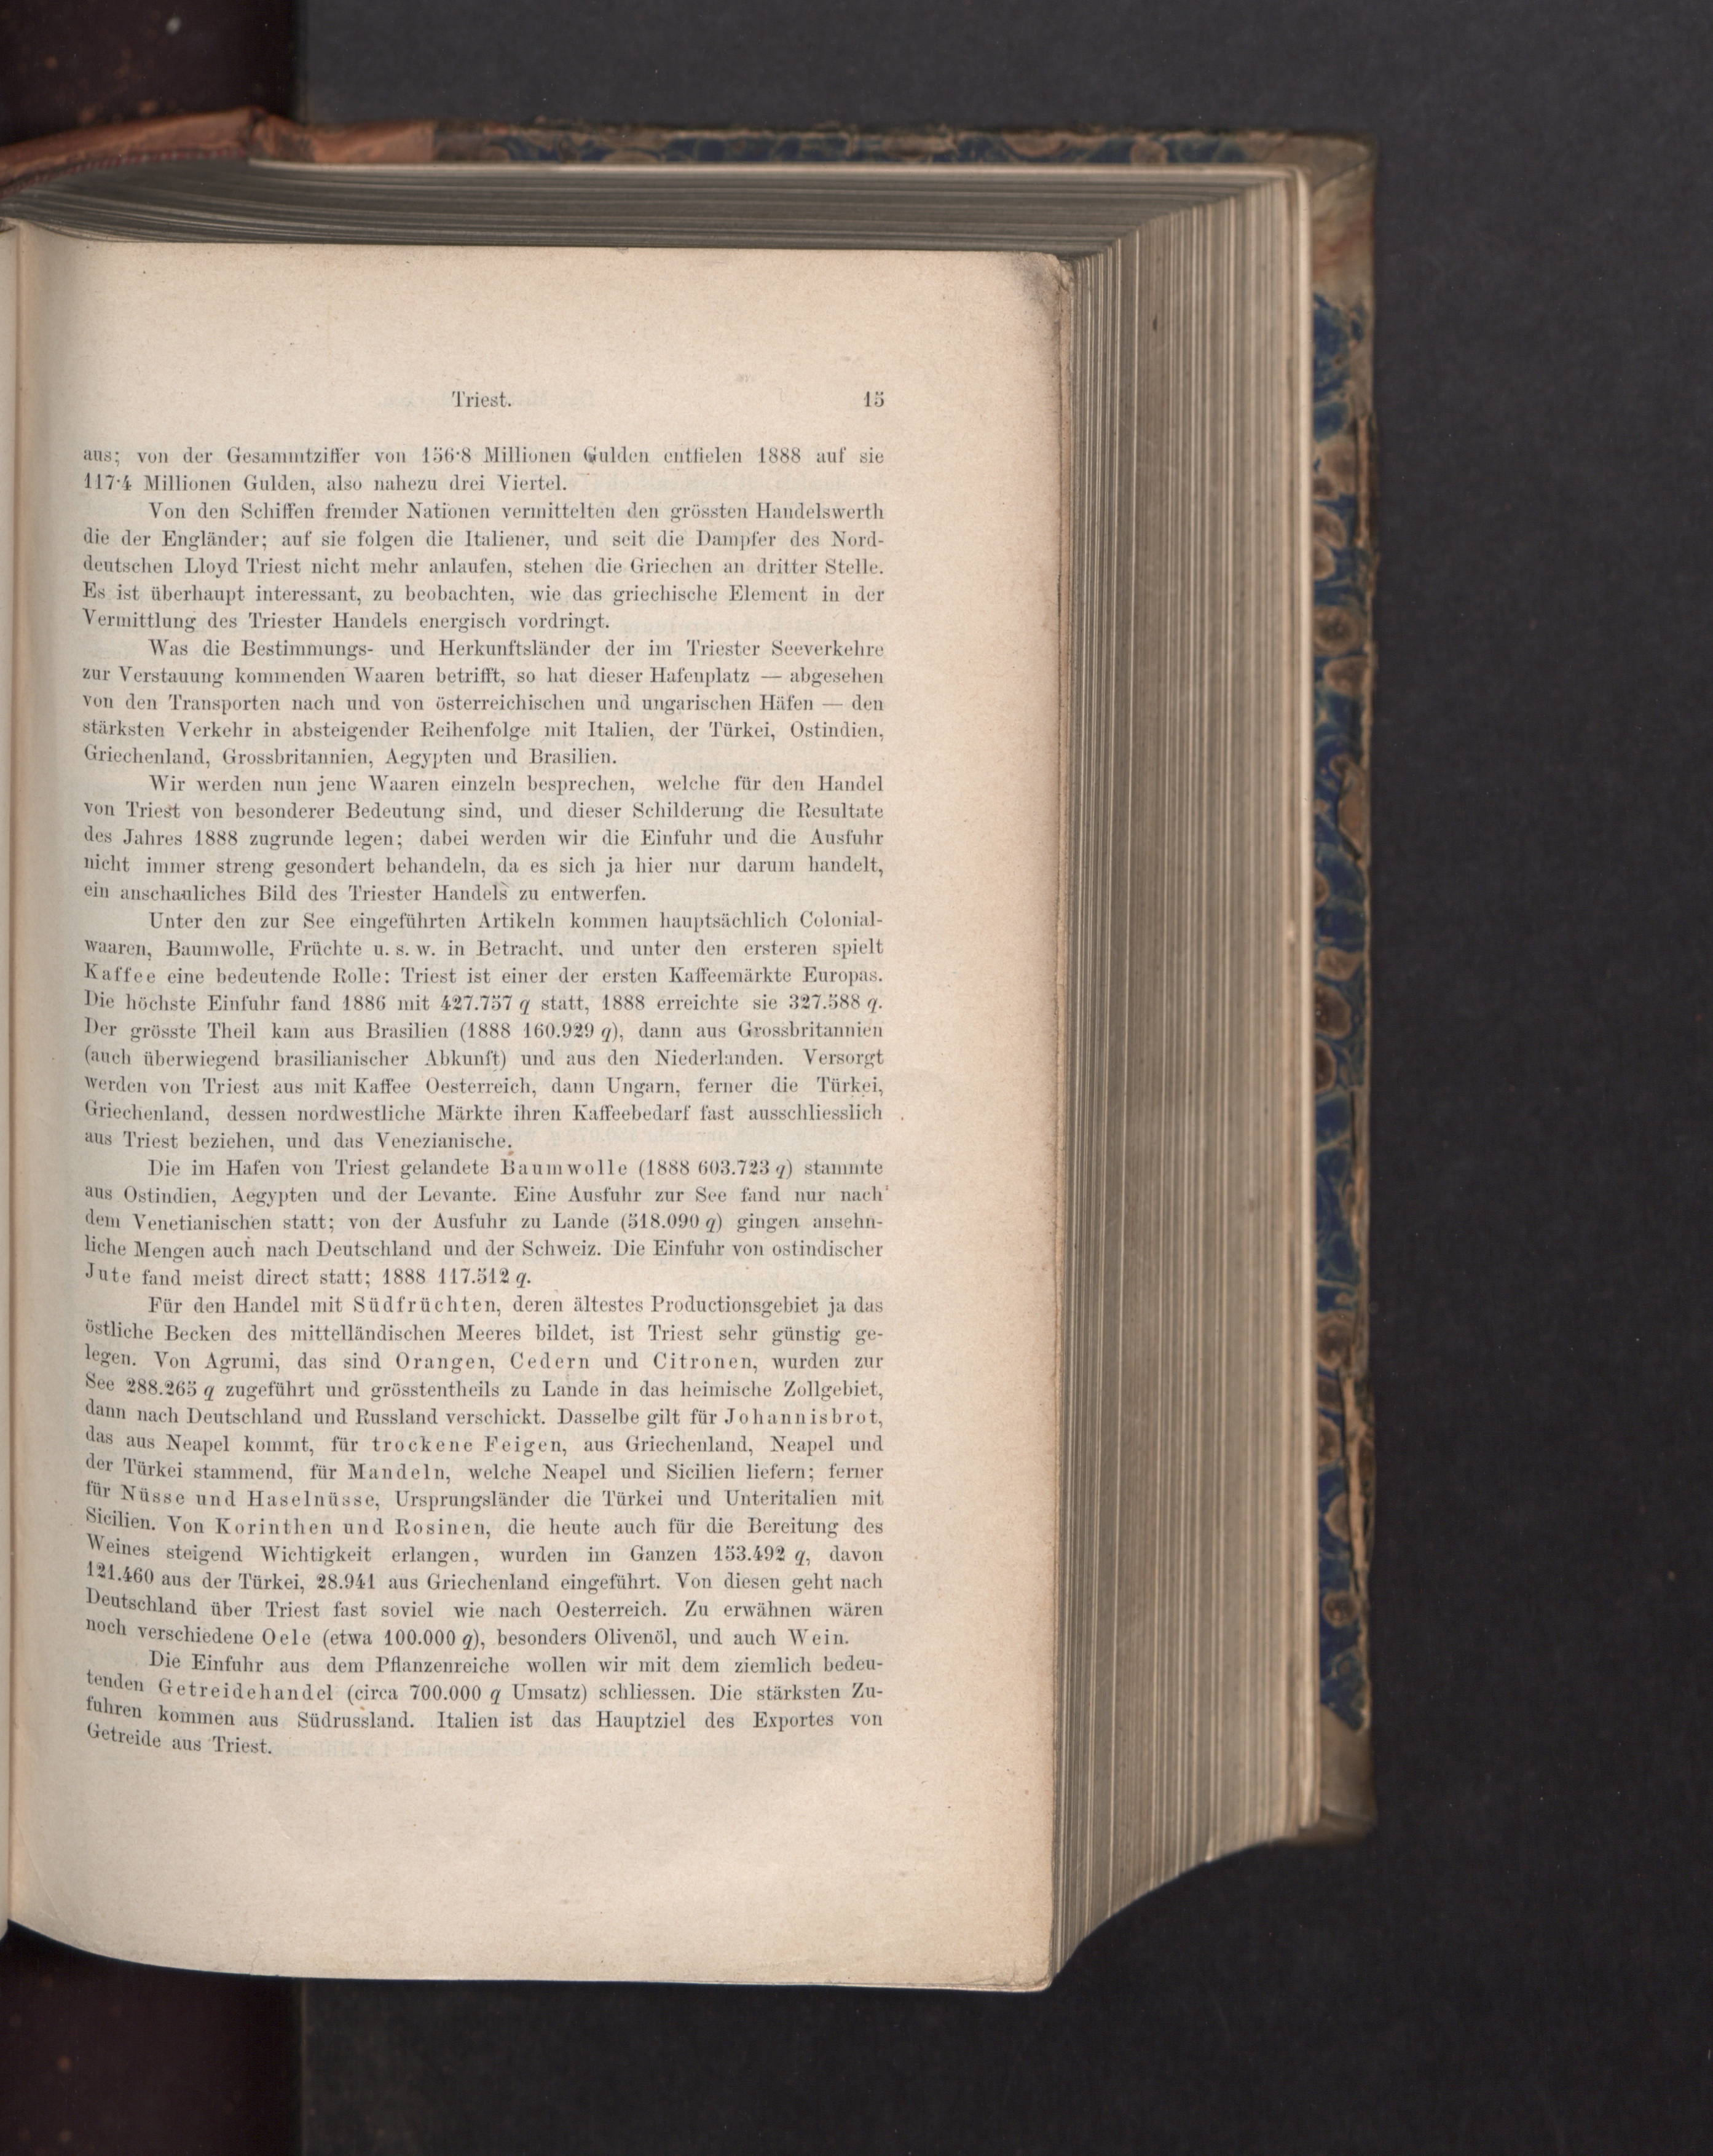 Triest. 15
aus; von der Gesammtziffer von 156·8 Millionen Gulden entfielen 1888 auf sie
117·4 Millionen Gulden, also nahezu drei Viertel.
Von den Schiffen fremder Nationen vermittelten den grössten Handelswerth
die der Engländer; auf sie folgen die Italiener, und seit die Dampfer des Nord-
deutschen Lloyd Triest nicht mehr anlaufen, stehen die Griechen an dritter Stelle.
Es ist überhaupt interessant, zu beobachten, wie das griechische Element in der
Vermittlung des Triester Handels energisch vordringt.
Was die Bestimmungs- und Herkunftsländer der im Triester Seeverkehre
zur Verstauung kommenden Waaren betrifft, so hat dieser Hafenplatz — abgesehen
von den Transporten nach und von österreichischen und ungarischen Häfen — den
stärksten Verkehr in absteigender Reihenfolge mit Italien, der Türkei, Ostindien,
Griechenland, Grossbritannien, Aegypten und Brasilien.
Wir werden nun jene Waaren einzeln besprechen, welche für den Handel
von Triest von besonderer Bedeutung sind, und dieser Schilderung die Resultate
des Jahres 1888 zugrunde legen; dabei werden wir die Einfuhr und die Ausfuhr
nicht immer streng gesondert behandeln, da es sich ja hier nur darum handelt,
ein anschauliches Bild des Triester Handels zu entwerfen.
Unter den zur See eingeführten Artikeln kommen hauptsächlich Colonial-
waaren, Baumwolle, Früchte u. s. w. in Betracht, und unter den ersteren spielt
Kaffee eine bedeutende Rolle: Triest ist einer der ersten Kaffeemärkte Europas.
Die höchste Einfuhr fand 1886 mit 427.757 q statt, 1888 erreichte sie 327.588 q.
Der grösste Theil kam aus Brasilien (1888 160.929 q), dann aus Grossbritannien
(auch überwiegend brasilianischer Abkunft) und aus den Niederlanden. Versorgt
werden von Triest aus mit Kaffee Oesterreich, dann Ungarn, ferner die Türkei,
Griechenland, dessen nordwestliche Märkte ihren Kaffeebedarf fast ausschliesslich
aus Triest beziehen, und das Venezianische.
Die im Hafen von Triest gelandete Baumwolle (1888 603.723 q) stammte
aus Ostindien, Aegypten und der Levante. Eine Ausfuhr zur See fand nur nach
dem Venetianischen statt; von der Ausfuhr zu Lande (518.090 q) gingen ansehn-
liche Mengen auch nach Deutschland und der Schweiz. Die Einfuhr von ostindischer
Jute fand meist direct statt; 1888 117.512 q.
Für den Handel mit Südfrüchten, deren ältestes Productionsgebiet ja das
östliche Becken des mittelländischen Meeres bildet, ist Triest sehr günstig ge-
legen. Von Agrumi, das sind Orangen, Cedern und Citronen, wurden zur
See 288.265 q zugeführt und grösstentheils zu Lande in das heimische Zollgebiet,
dann nach Deutschland und Russland verschickt. Dasselbe gilt für Johannisbrot,
das aus Neapel kommt, für trockene Feigen, aus Griechenland, Neapel und
der Türkei stammend, für Mandeln, welche Neapel und Sicilien liefern; ferner
für Nüsse und Haselnüsse, Ursprungsländer die Türkei und Unteritalien mit
Sicilien. Von Korinthen und Rosinen, die heute auch für die Bereitung des
Weines steigend Wichtigkeit erlangen, wurden im Ganzen 153.492 q, davon
121.460 aus der Türkei, 28.941 aus Griechenland eingeführt. Von diesen geht nach
Deutschland über Triest fast soviel wie nach Oesterreich. Zu erwähnen wären
noch verschiedene Oele (etwa 100.000 q), besonders Olivenöl, und auch Wein.
Die Einfuhr aus dem Pflanzenreiche wollen wir mit dem ziemlich bedeu-
tenden Getreidehandel (circa 700.000 q Umsatz) schliessen. Die stärksten Zu-
fuhren kommen aus Südrussland. Italien ist das Hauptziel des Exportes von
Getreide aus Triest.